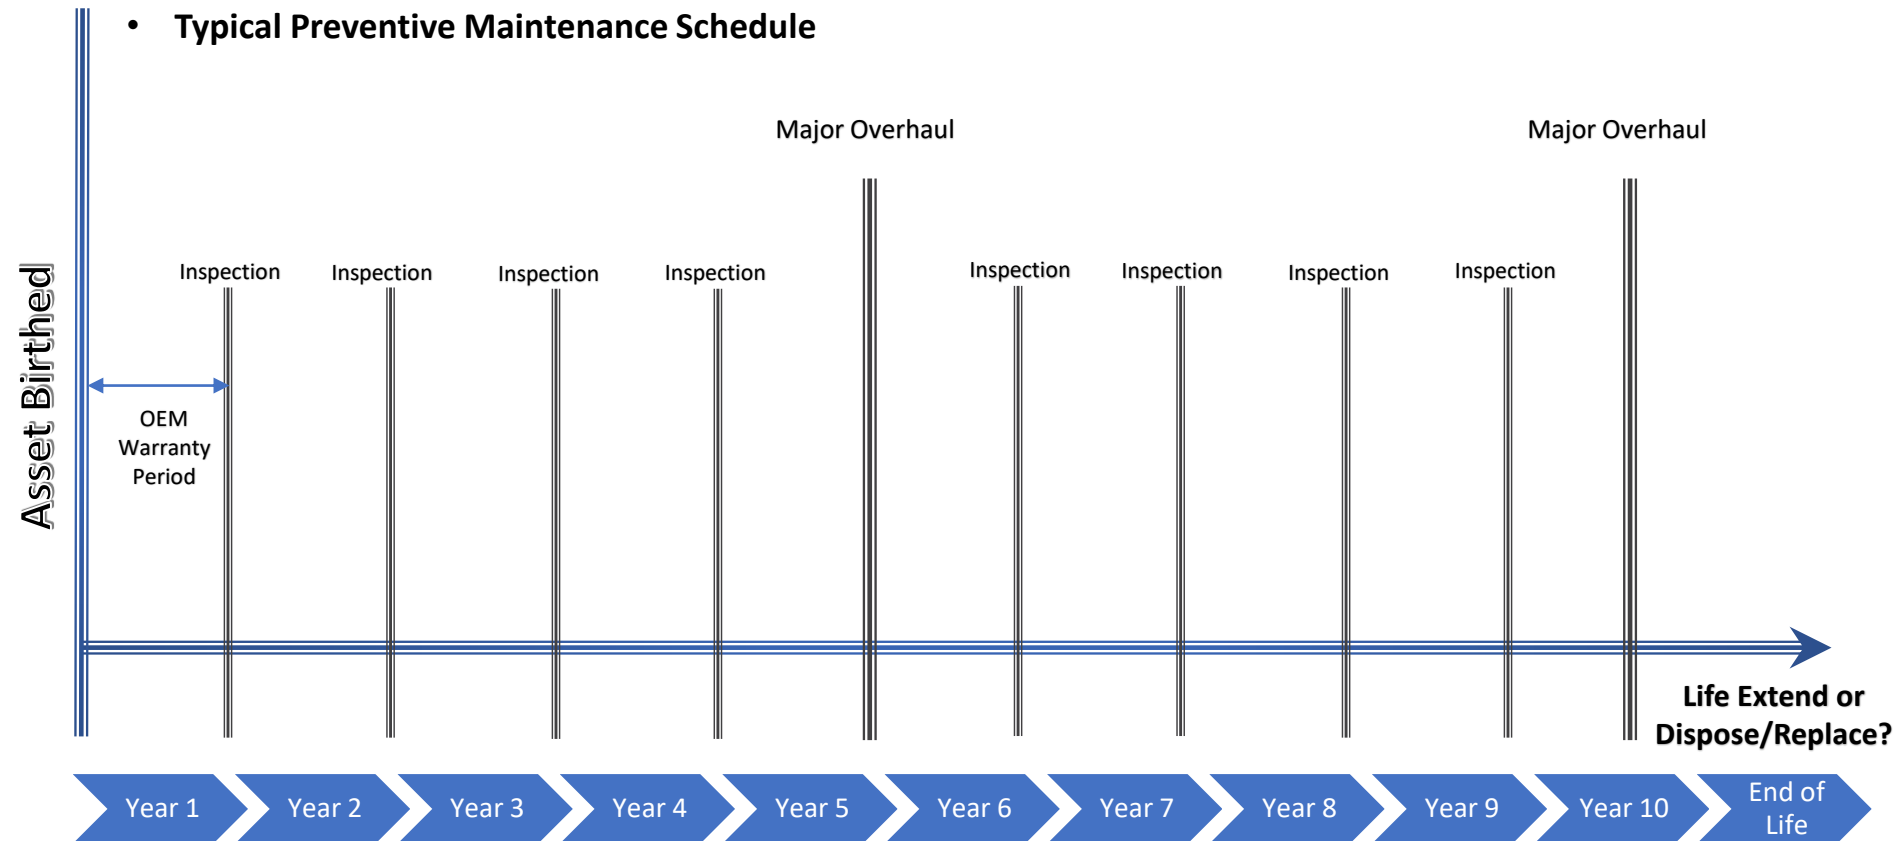 • Typical Preventive Maintenance Schedule
Major Overhaul
Major Overhaul
Inspection
Inspection
Inspection
Inspection
Inspection
Inspection
Inspection
Inspection
Asset Birthed
OEM
Warranty
Period
Life Extend or
Dispose/Replace?
Year 1
Year 2
Year 3
Year 4
Year 5
Year 6
Year 7
Year 8
Year 9
Year 10
End of
Life